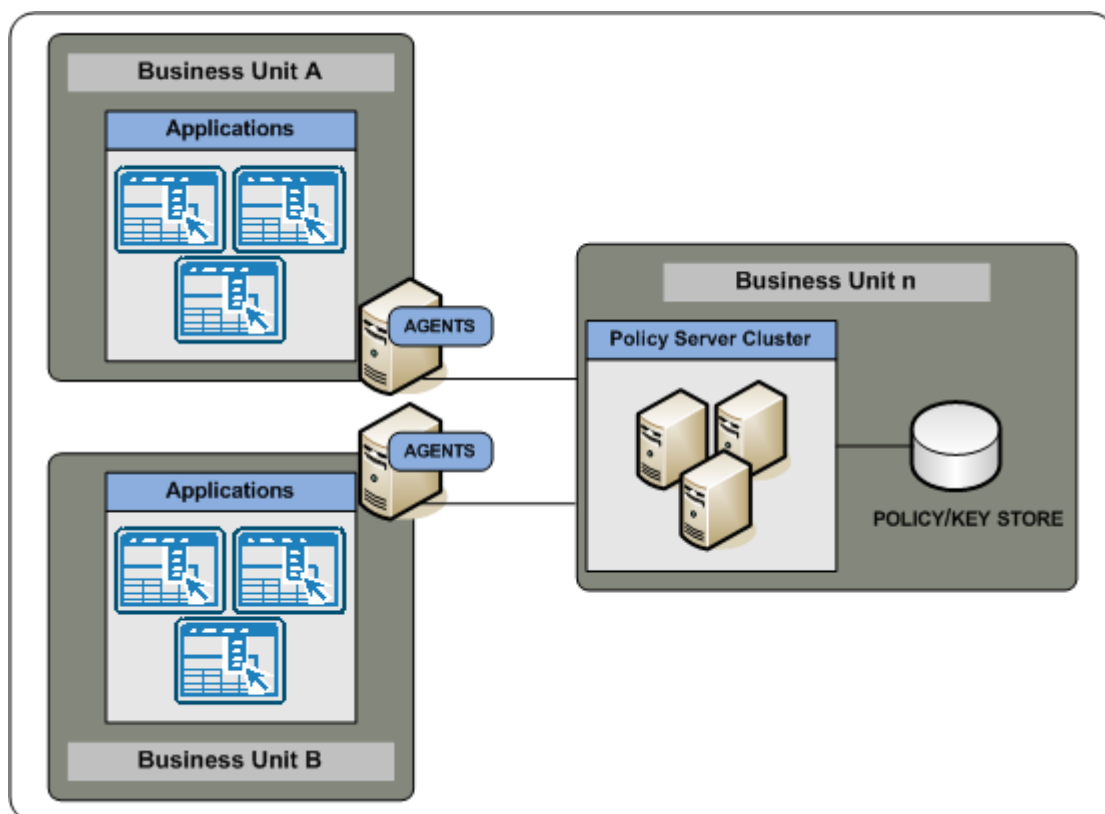 Business Unit A
Applications
AGENTS
Business Unit n
Policy Server Cluster
POLICY/KEY STORE
AGENTS
Applications
Business Unit B